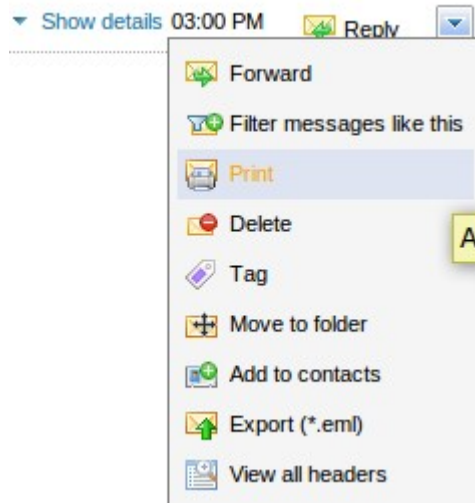 Show details 03:00 PM Reply
Forward
Filter messages like this
Print
Delete
A
Tag
Move to folder
Add to contacts
Export (*.eml)
View all headers